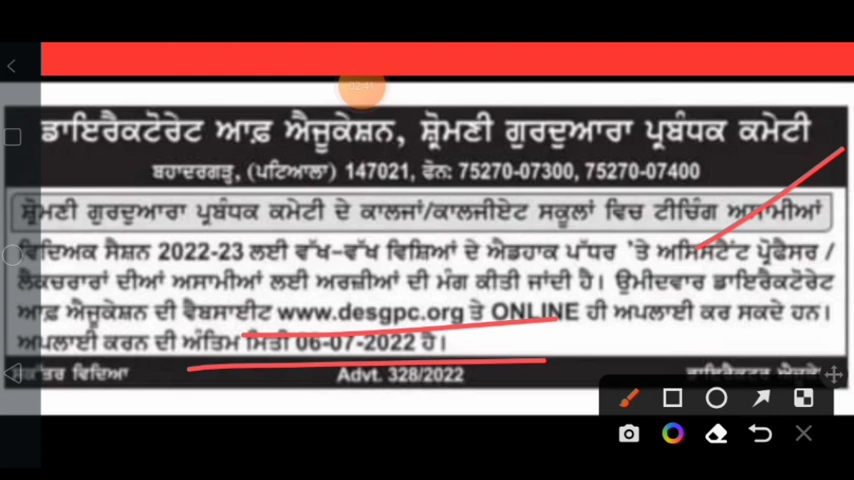 02:41
ਡਾਇਰੈਕਟੋਰੇਟ ਆਫ਼ ਐਜੂਕੇਸ਼ਨ, ਸ਼੍ਰੋਮਣੀ ਗੁਰਦੁਆਰਾ ਪ੍ਰਬੰਧਕ ਕਮੇਟੀ
ਬਹਾਦਰਗੜ੍ਹ, (ਪਟਿਆਲਾ) 147021, ਫੋਨ: 75270-07300, 75270-07400
ਸ਼੍ਰੋਮਣੀ ਗੁਰਦੁਆਰਾ ਪ੍ਰਬੰਧਕ ਕਮੇਟੀ ਦੇ ਕਾਲਜਾਂ/ਕਾਲਜੀਏਟ ਸਕੂਲਾਂ ਵਿਚ ਟੀਚਿੰਗ ਅਸਾਮੀਆਂ
ਵਿਦਿਅਕ ਸੈਸ਼ਨ 2022-23 ਲਈ ਵੱਖ-ਵੱਖ ਵਿਸ਼ਿਆਂ ਦੇ ਐਡਹਾਕ ਪੱਧਰ 'ਤੇ ਅਸਿਸਟੈਂਟ ਪ੍ਰੋਫੈਸਰ /
ਲੈਕਚਰਾਰਾਂ ਦੀਆਂ ਅਸਾਮੀਆਂ ਲਈ ਅਰਜ਼ੀਆਂ ਦੀ ਮੰਗ ਕੀਤੀ ਜਾਂਦੀ ਹੈ। ਉਮੀਦਵਾਰ ਡਾਇਰੈਕਟੋਰੇਟ
ਆਫ਼ ਐਜੂਕੇਸ਼ਨ ਦੀ ਵੈਬਸਾਈਟ www.desgpc.org ਤੇ ONLINE ਹੀ ਅਪਲਾਈ ਕਰ ਸਕਦੇ ਹਨ।
ਅਪਲਾਈ ਕਰਨ ਦੀ ਅੰਤਿਮ ਮਿਤੀ 06-07-2022 ਹੈ।
ਵਿਦਿਆ Advt. 328/2022